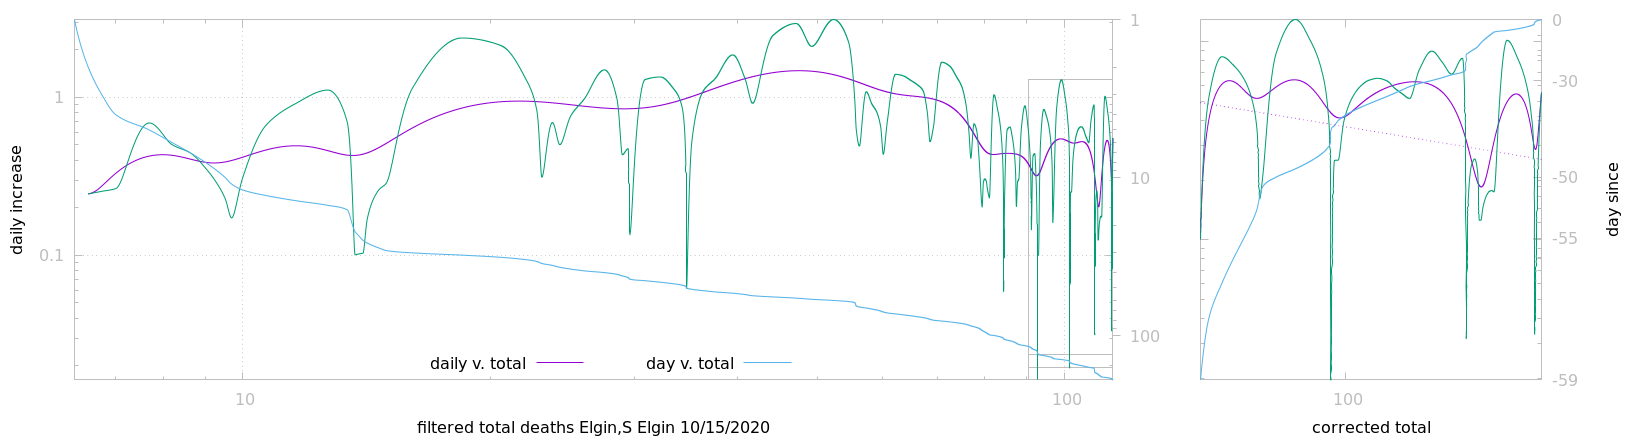 1
0.1
daily increase
daily v. total
day v. total
10
100
filtered total deaths Elgin,S Elgin 10/15/2020
1
10
100
0
-30
-50
-55
-59
day since
100
corrected total